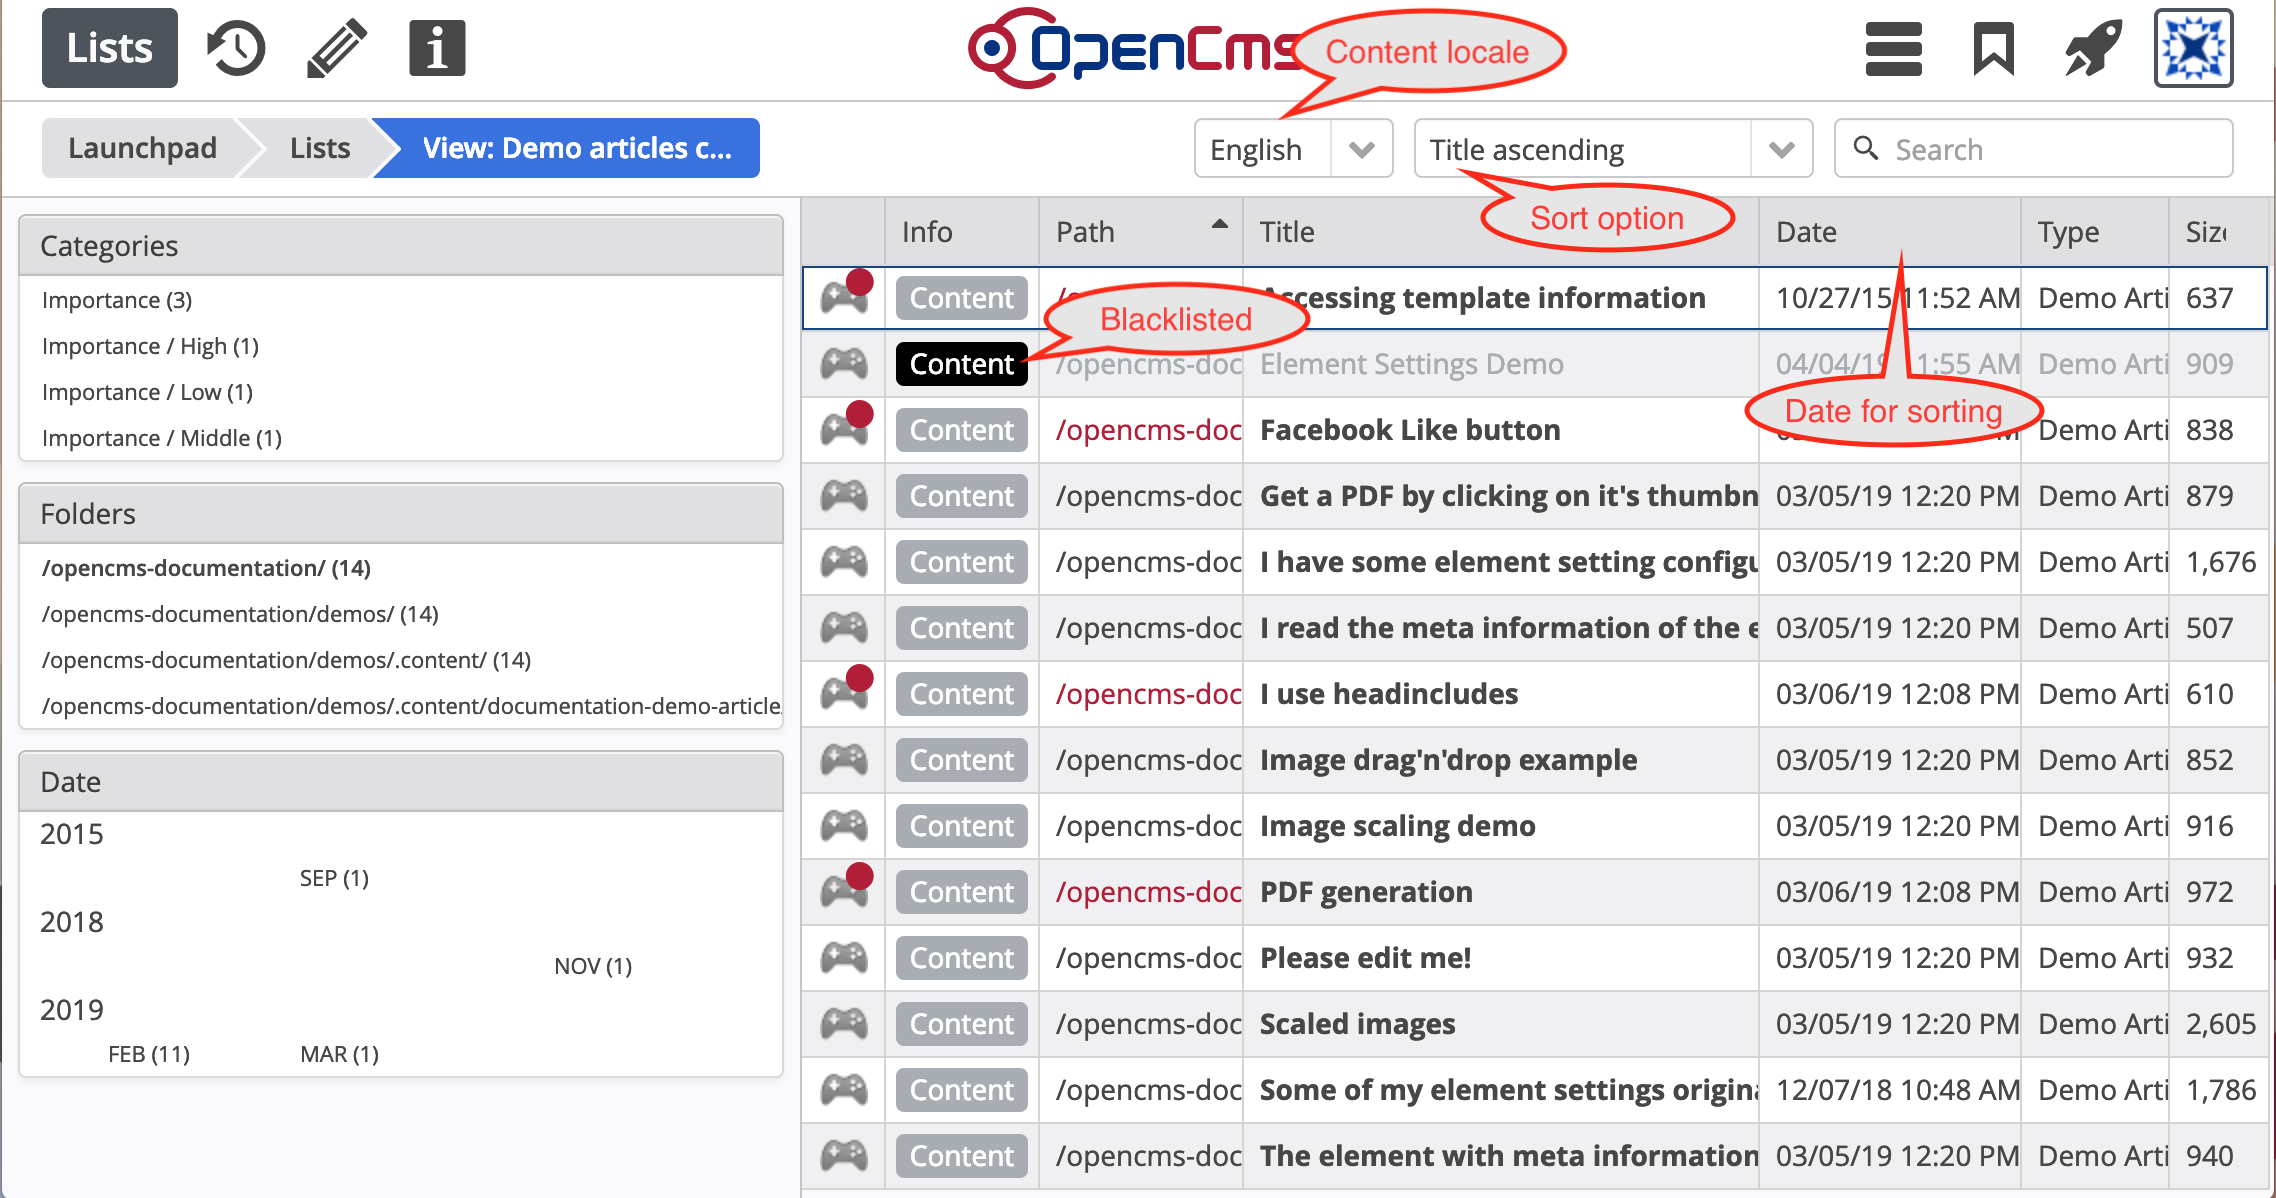 Lists
OpenCms
Content locale
Launchpad
Lists
View: Demo articles c...
English
Title ascending
Search
Sort option
Categories
Importance (3)
Importance / High (1)
Importance / Low (1)
Importance / Middle (1)
Folders
/opencms-documentation/ (14)
/opencms-documentation/demos/ (14)
/opencms-documentation/demos/.content/ (14)
/opencms-documentation/demos/.content/documentation-demo-article
Date
2015
SEP (1)
2018
NOV (1)
2019
FEB (11) MAR (1)
Info Path Title Date Type Size
Content Accessing template information 10/27/15 11:52 AM Demo Arti 637
Blacklisted
Content /opencms-doc Element Settings Demo 04/04/19 1:55 AM Demo Arti 909
Date for sorting
Content /opencms-doc Facebook Like button Demo Arti 838
Content /opencms-doc Get a PDF by clicking on it's thumbn 03/05/19 12:20 PM Demo Arti 879
Content /opencms-doc I have some element setting configu 03/05/19 12:20 PM Demo Arti 1,676
Content /opencms-doc I read the meta information of the e 03/05/19 12:20 PM Demo Arti 507
Content /opencms-doc I use headincludes 03/06/19 12:08 PM Demo Arti 610
Content /opencms-doc Image drag'n'drop example 03/05/19 12:20 PM Demo Arti 852
Content /opencms-doc Image scaling demo 03/05/19 12:20 PM Demo Arti 916
Content /opencms-doc PDF generation 03/06/19 12:08 PM Demo Arti 972
Content /opencms-doc Please edit me! 03/05/19 12:20 PM Demo Arti 932
Content /opencms-doc Scaled images 03/05/19 12:20 PM Demo Arti 2,605
Content /opencms-doc Some of my element settings origina 12/07/18 10:48 AM Demo Arti 1,786
Content /opencms-doc The element with meta information 03/05/19 12:20 PM Demo Arti 940